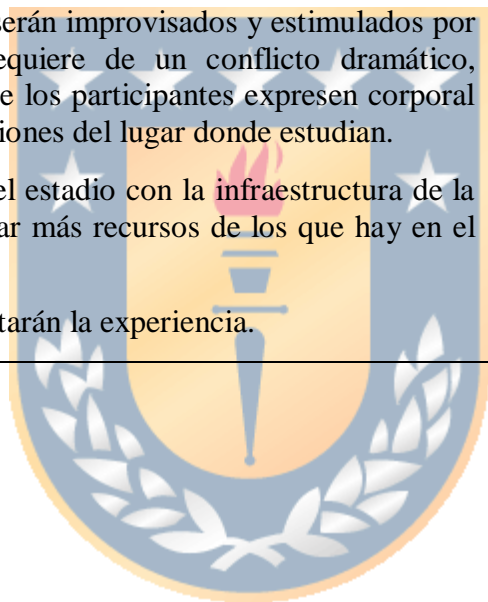 serán improvisados y estimulados por
equiere de un conflicto dramático,
e los participantes expresen corporal
iones del lugar donde estudian.
el estadio con la infraestructura de la
ar más recursos de los que hay en el
tarán la experiencia.